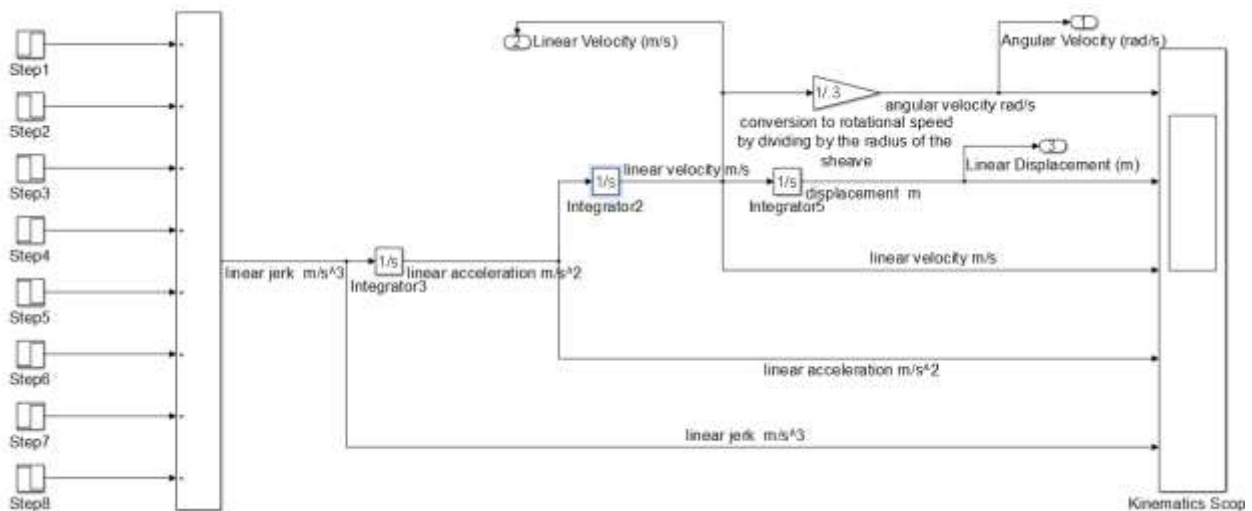 Step1
Step2
Step3
Step4
Step5
Step6
Step7
Step8
linear jerk m/s^3
1/s
Integrator3
linear acceleration m/s^2
1/s
Integrator2
linear velocity m/s
2
Linear Velocity (m/s)
1/.3
angular velocity rad/s
conversion to rotational speed
by dividing by the radius of the
sheave
1
Angular Velocity (rad/s)
1/s
Integrator5
displacement m
Linear Displacement (m)
linear velocity m/s
linear acceleration m/s^2
linear jerk m/s^3
Kinematics Scop